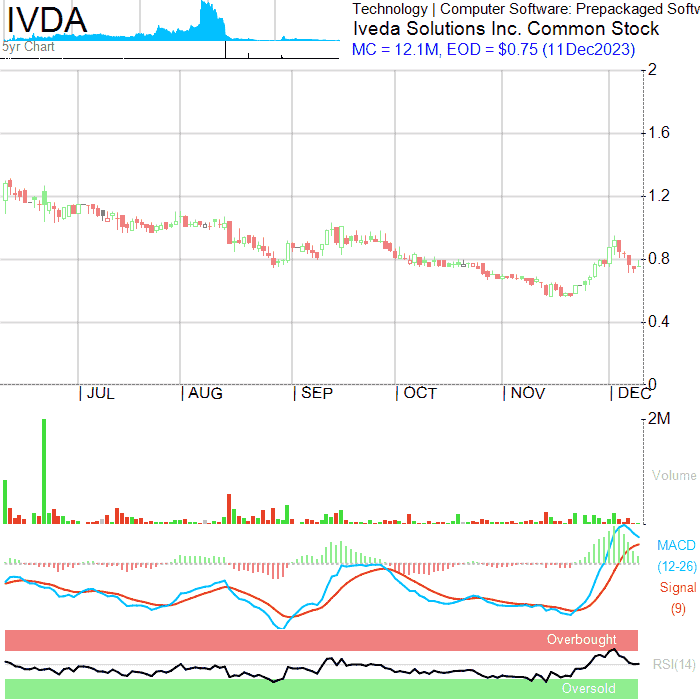 IVDA
5yr Chart
Technology | Computer Software: Prepackaged Softw
Iveda Solutions Inc. Common Stock
MC = 12.1M, EOD = $0.75 (11Dec2023)
2
1.6
1.2
0.8
0.4
0
| JUL | AUG | SEP | OCT | NOV | DEC
2M
Volume
MACD
(12-26)
Signal
(9)
Overbought
RSI(14)
Oversold